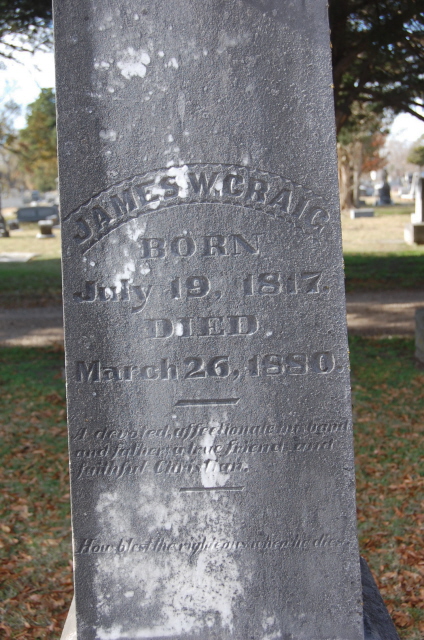 JAMES W. CRAIG
BORN
July 19, 1817.
DIED
March 26, 1880.
A devoted, affectionate husband
and father, a true friend and
faithful Christian.
How blest the righteous when he dies.